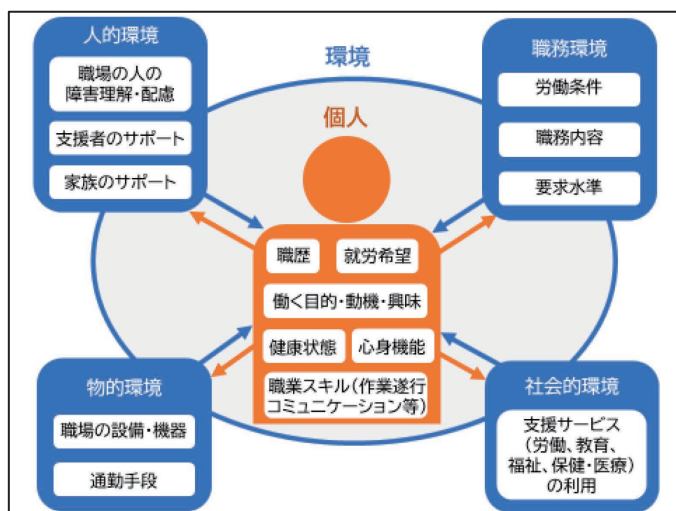 人的環境
職場の人の
障害理解・配慮
支援者のサポート
家族のサポート
環境
個人
職務環境
労働条件
職務内容
要求水準
職歴
就労希望
働く目的・動機・興味
健康状態
心身機能
職業スキル(作業遂行
コミュニケーション等)
物的環境
職場の設備・機器
通勤手段
社会的環境
支援サービス
(労働、教育、
福祉、保健・医療)
の利用